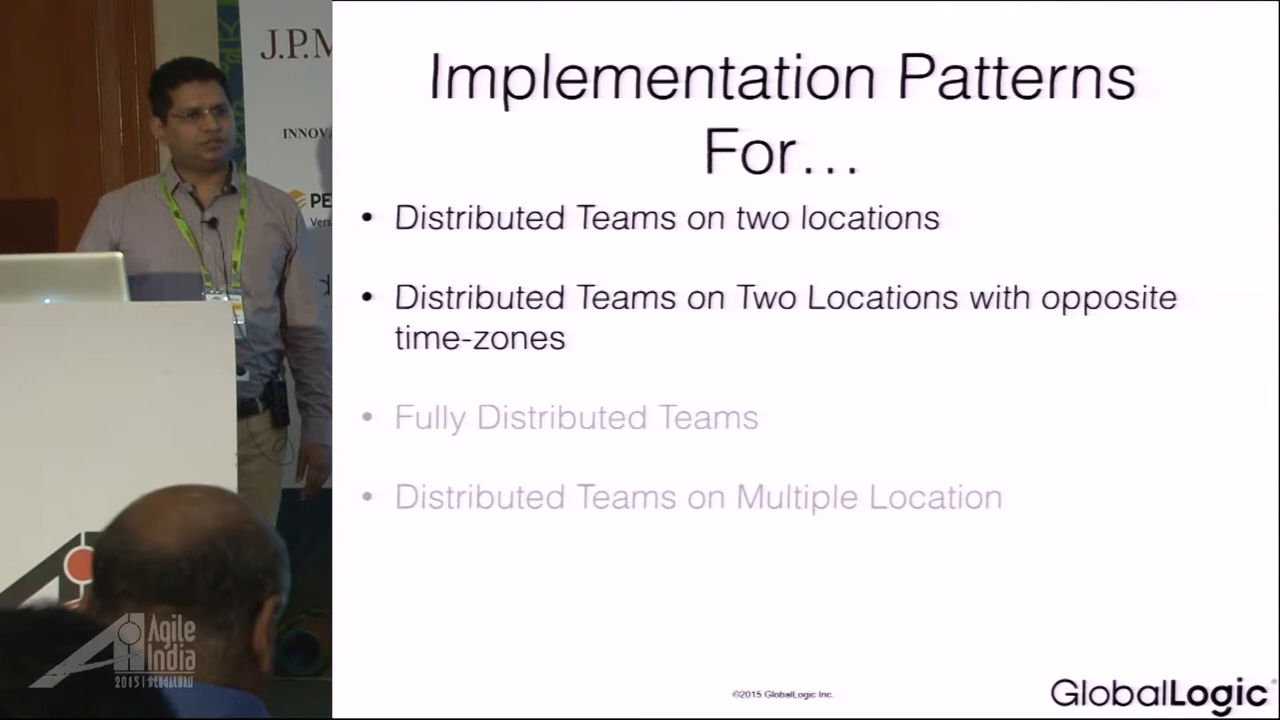 J.P.M
INNOV
PE
Vers
Implementation Patterns
For...
• Distributed Teams on two locations
• Distributed Teams on Two Locations with opposite
time-zones
• Fully Distributed Teams
• Distributed Teams on Multiple Location
Agile
India
2015 | BENGALURU
©2015 GlobalLogic Inc.
GlobalLogic